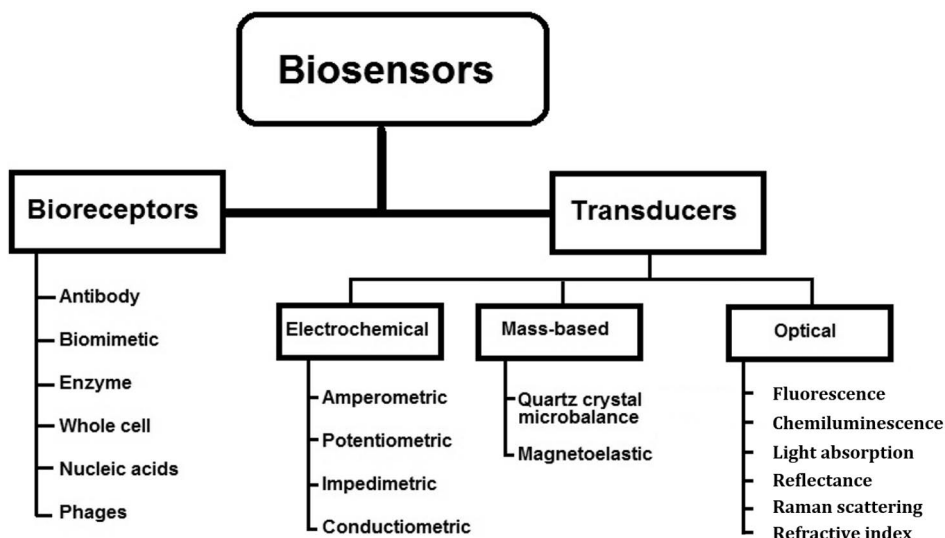 Biosensors
Bioreceptors
Transducers
Antibody
Biomimetic
Enzyme
Whole cell
Nucleic acids
Phages
Electrochemical
Amperometric
Potentiometric
Impedimetric
Conductiometric
Mass-based
Quartz crystal
microbalance
Magnetoelastic
Optical
Fluorescence
Chemiluminescence
Light absorption
Reflectance
Raman scattering
Refractive index